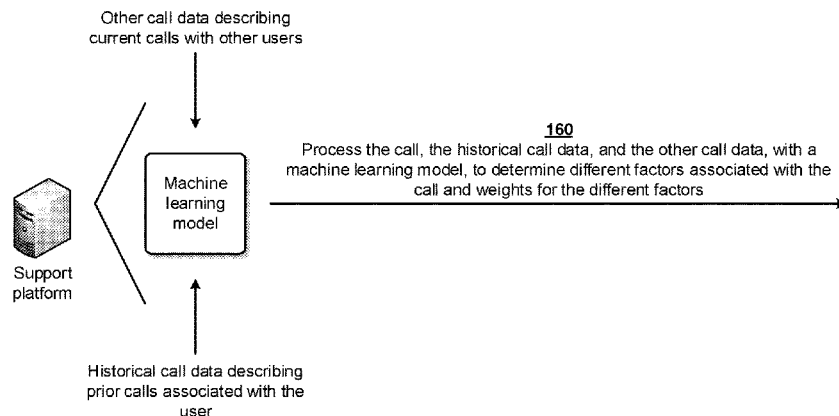 Other call data describing
current calls with other users
160
Process the call, the historical call data, and the other call data, with a
machine learning model, to determine different factors associated with the
call and weights for the different factors
Machine
learning
model
Support
platform
Historical call data describing
prior calls associated with the
user